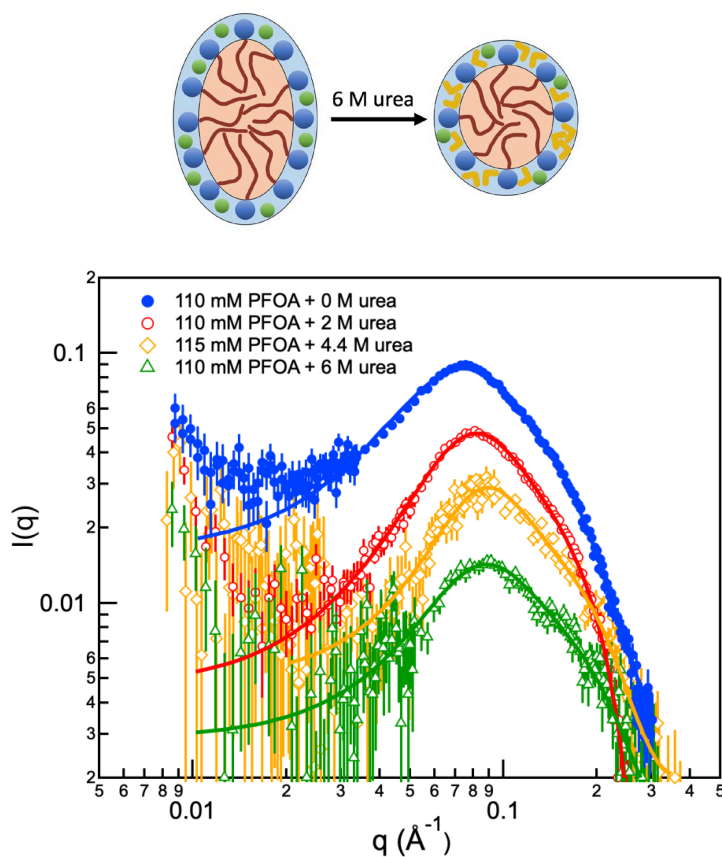 6 M urea
110 mM PFOA + 0 M urea
110 mM PFOA + 2 M urea
115 mM PFOA + 4.4 M urea
110 mM PFOA + 6 M urea
2
0.1
6
5
4
3
2
0.01
6
5
4
3
2
I(q)
5 6 7 8 9 2 3 4 5 6 7 8 9 2 3 4 5
0.01 0.1
q (Å⁻¹)